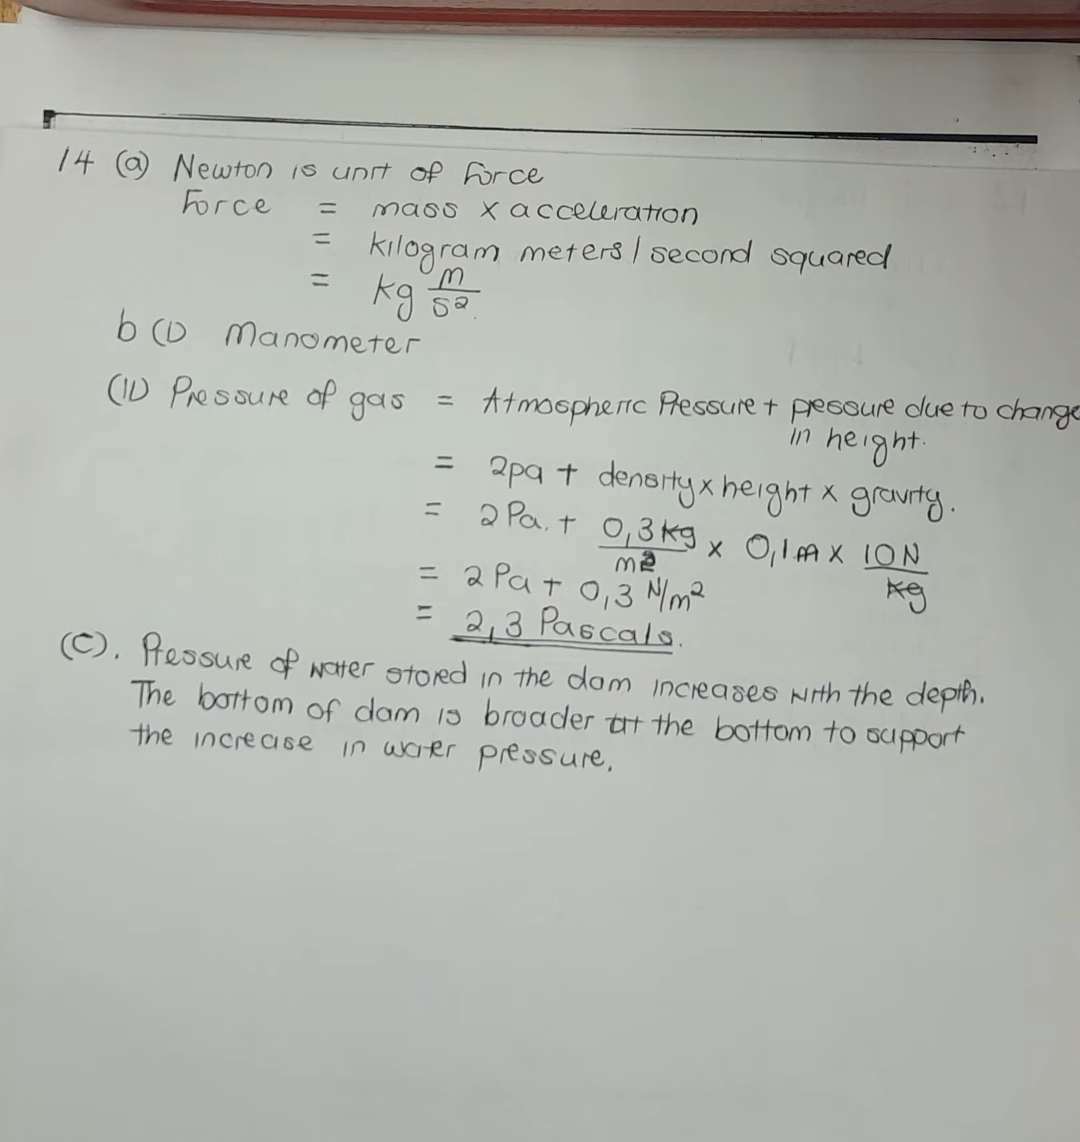 14 (a) Newton is unit of Force
Force = mass x acceleration
= kilogram meters / second squared
= kg m/s²
b (i) Manometer
(ii) Pressure of gas = Atmospheric Pressure + pressure due to change
in height.
= 2pa + density x height x gravity.
= 2 Pa. + 0,3 kg/m² x 0,1 m x 10 N/kg
= 2 Pa + 0,3 N/m²
= 2,3 Pascals.
(C). Pressure of water stored in the dam increases with the depth.
The bottom of dam is broader at the bottom to support
the increase in water pressure.